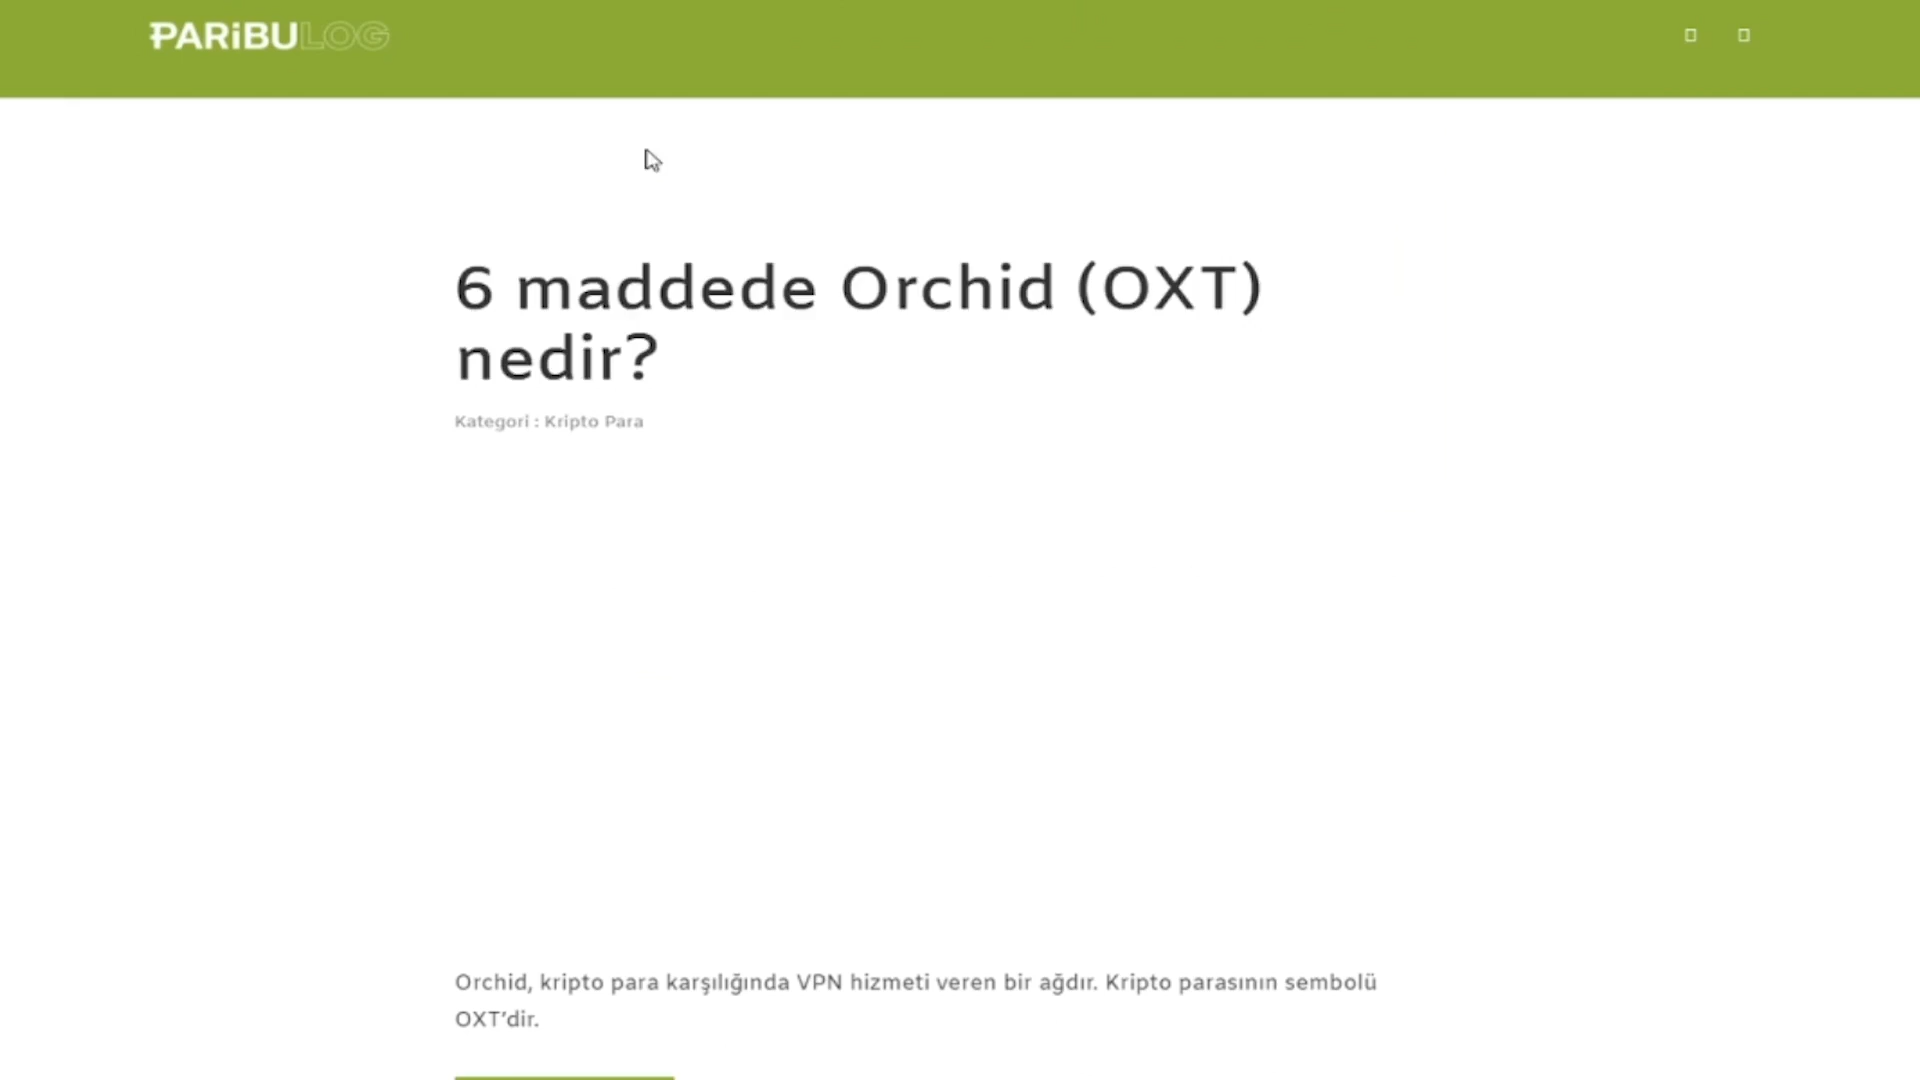 PARiBULOG
6 maddede Orchid (OXT)
nedir?
Kategori : Kripto Para
Orchid, kripto para karşılığında VPN hizmeti veren bir ağdır. Kripto parasının sembolü
OXT'dir.